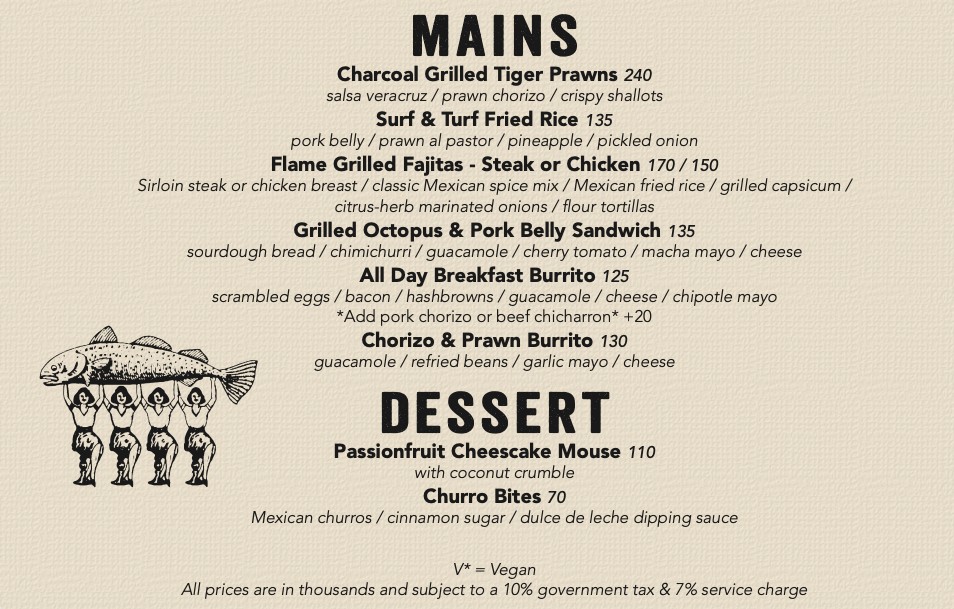 MAINS
Charcoal Grilled Tiger Prawns 240
salsa veracruz / prawn chorizo / crispy shallots
Surf & Turf Fried Rice 135
pork belly / prawn al pastor / pineapple / pickled onion
Flame Grilled Fajitas - Steak or Chicken 170 / 150
Sirloin steak or chicken breast / classic Mexican spice mix / Mexican fried rice / grilled capsicum /
citrus-herb marinated onions / flour tortillas
Grilled Octopus & Pork Belly Sandwich 135
sourdough bread / chimichurri / guacamole / cherry tomato / macha mayo / cheese
All Day Breakfast Burrito 125
scrambled eggs / bacon / hashbrowns / guacamole / cheese / chipotle mayo
*Add pork chorizo or beef chicharron* +20
Chorizo & Prawn Burrito 130
guacamole / refried beans / garlic mayo / cheese
DESSERT
Passionfruit Cheescake Mouse 110
with coconut crumble
Churro Bites 70
Mexican churros / cinnamon sugar / dulce de leche dipping sauce
V* = Vegan
All prices are in thousands and subject to a 10% government tax & 7% service charge